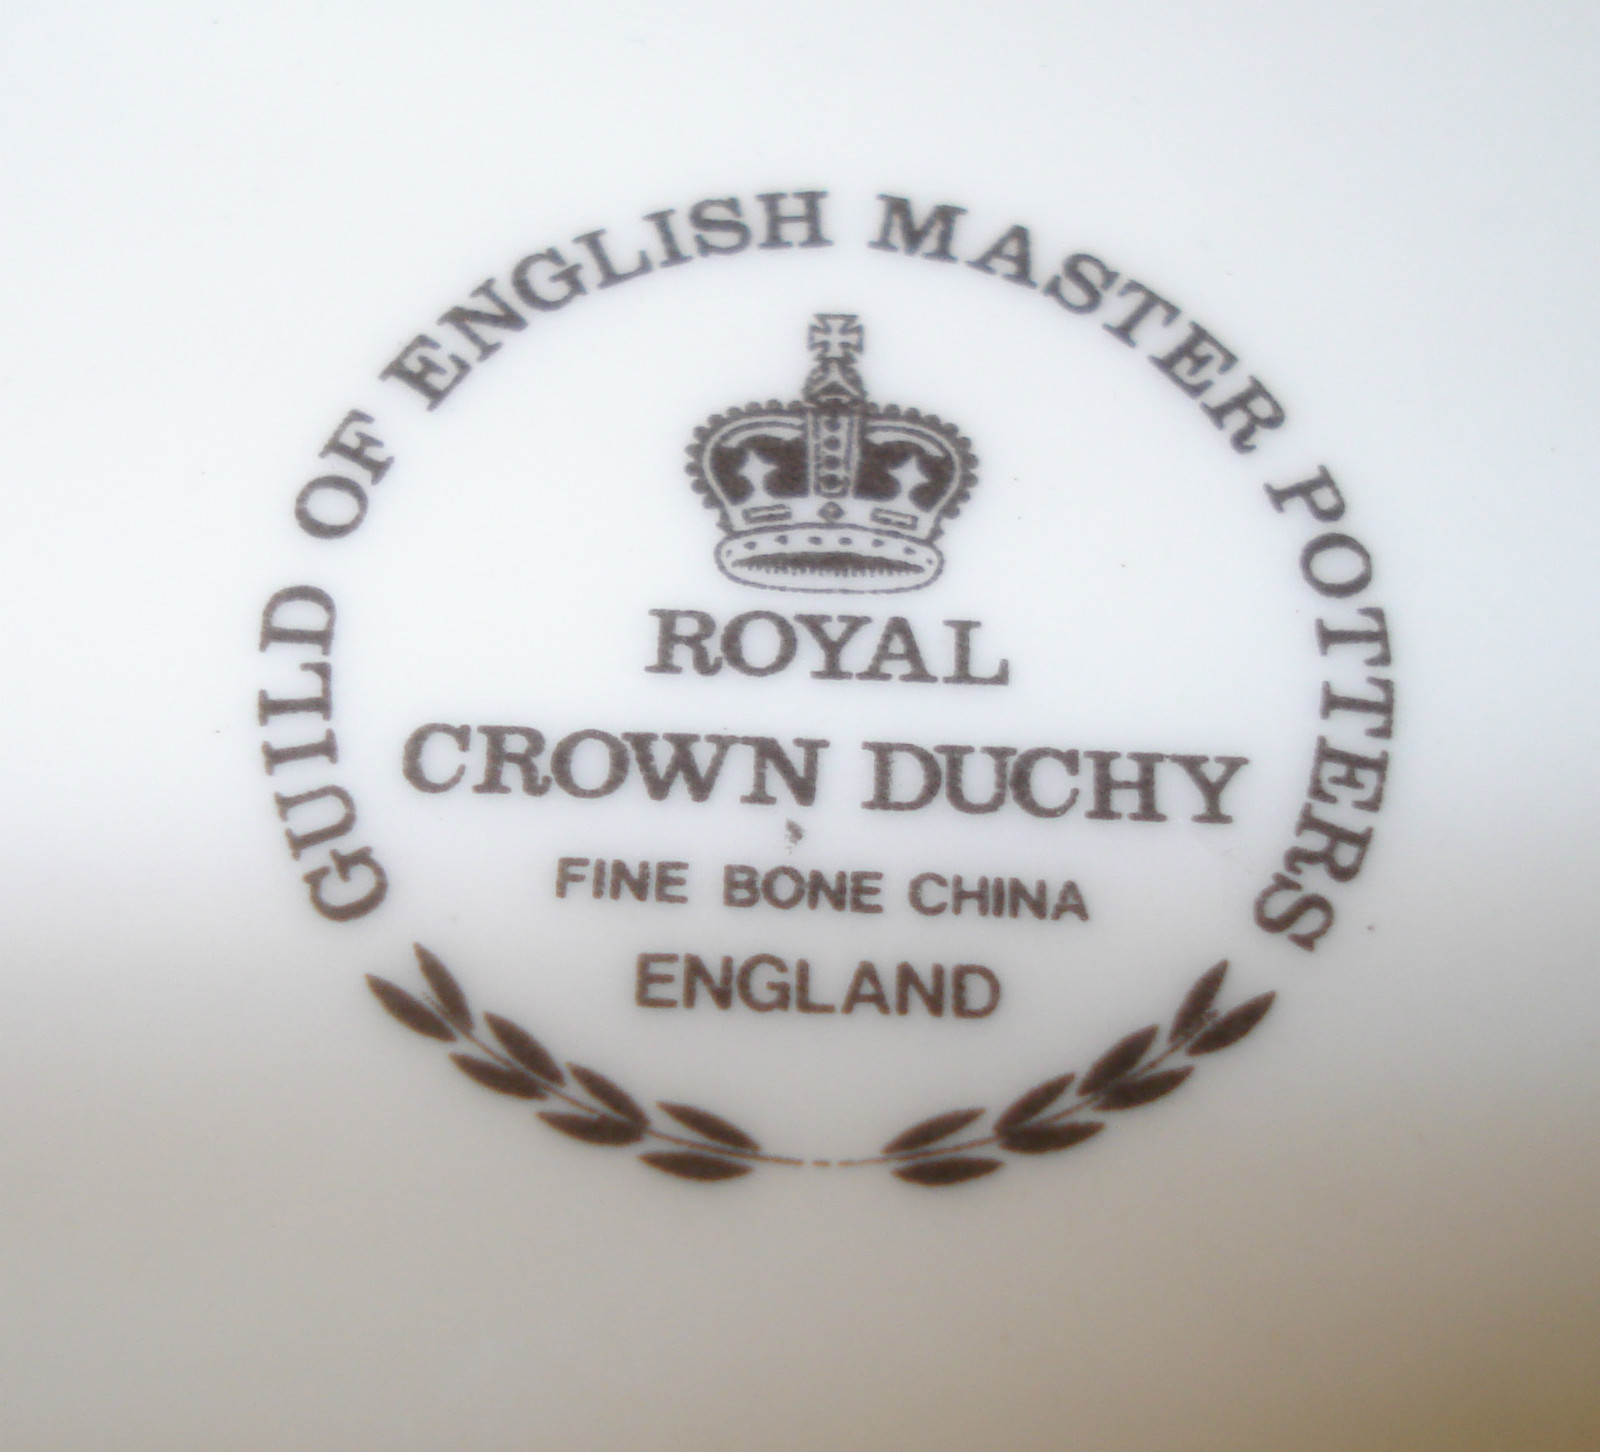 GUILD OF ENGLISH MASTER POTTERS
ROYAL
CROWN DUCHY
FINE BONE CHINA
ENGLAND